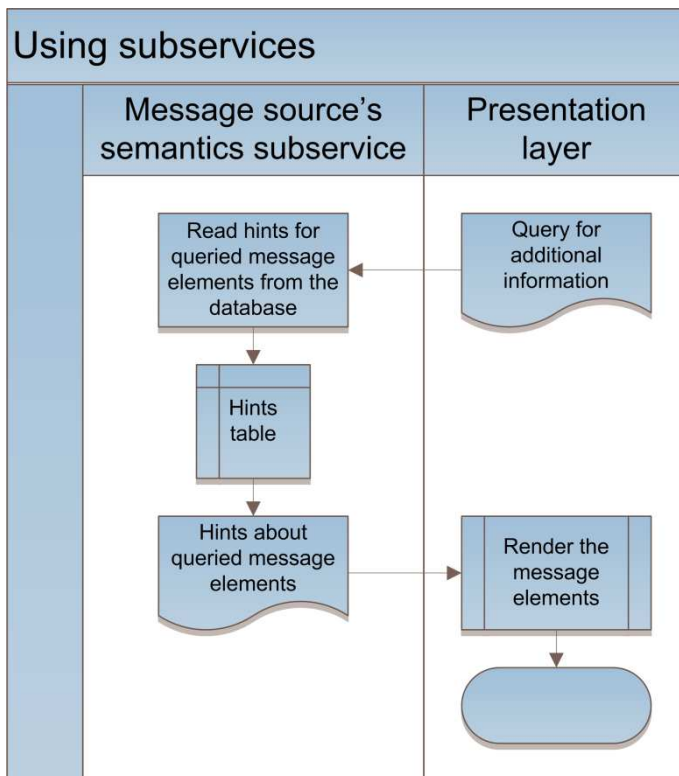 Using subservices
Message source's
semantics subservice
Presentation
layer
Read hints for
queried message
elements from the
database
Query for
additional
information
Hints
table
Hints about
queried message
elements
Render the
message
elements